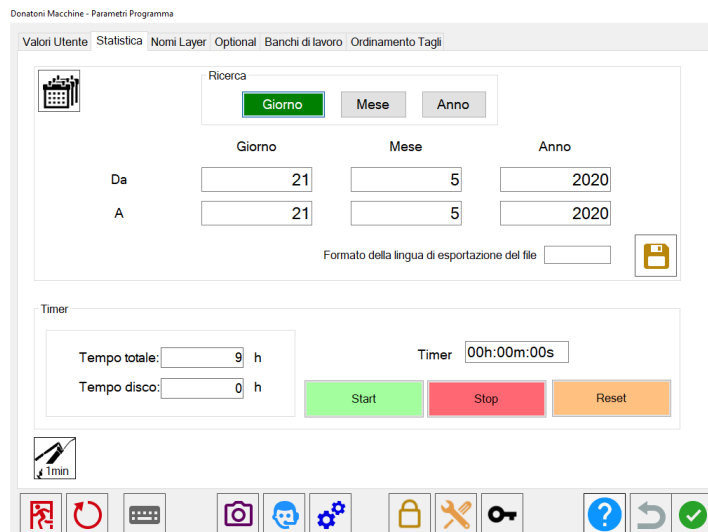 Donatoni Macchine - Parametri Programma
Valori Utente Statistica Nomi Layer Optional Banchi di lavoro Ordinamento Tagli
Ricerca
Giorno Mese Anno
Giorno Mese Anno
Da 21 5 2020
A 21 5 2020
Formato della lingua di esportazione del file
Timer
Tempo totale: 9 h
Timer 00h:00m:00s
Tempo disco: 0 h
Start Stop Reset
1min
?